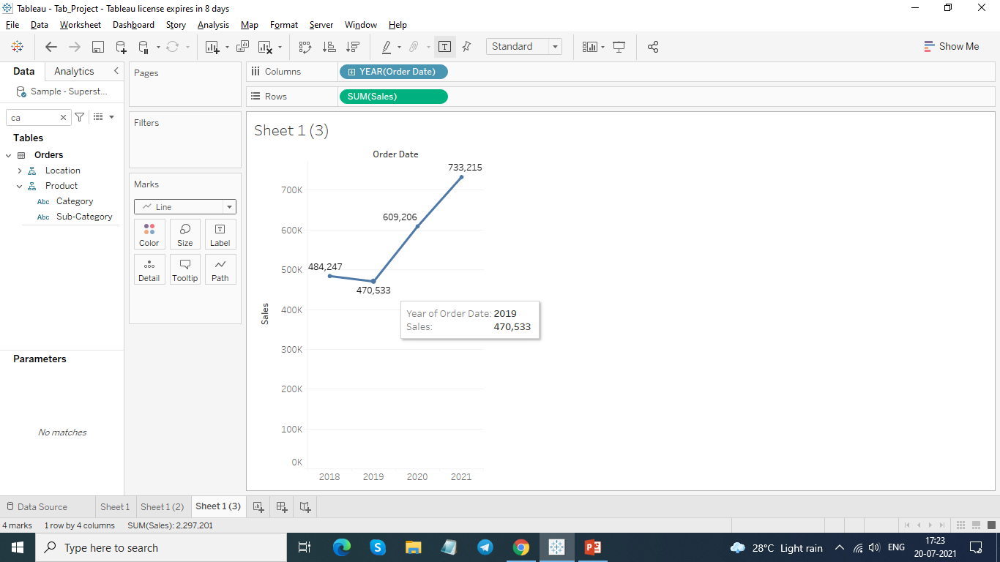 Tableau - Tab_Project - Tableau license expires in 8 days
File Data Worksheet Dashboard Story Analysis Map Format Server Window Help
Standard
Show Me
Data Analytics
Pages
Columns YEAR(Order Date)
Sample - Superst...
Rows SUM(Sales)
ca
Filters
Tables
Orders
Location
Product
Abc Category
Abc Sub-Category
Marks
Line
Color Size Label
Detail Tooltip Path
Sheet 1 (3)
Order Date
733,215
700K
609,206
600K
500K
484,247
470,533
400K
Sales
Year of Order Date: 2019
Sales: 470,533
300K
200K
100K
0K
2018 2019 2020 2021
Parameters
No matches
Data Source Sheet 1 Sheet 1 (2) Sheet 1 (3)
4 marks 1 row by 4 columns SUM(Sales): 2,297,201
Type here to search
28°C Light rain ENG 17:23
20-07-2021